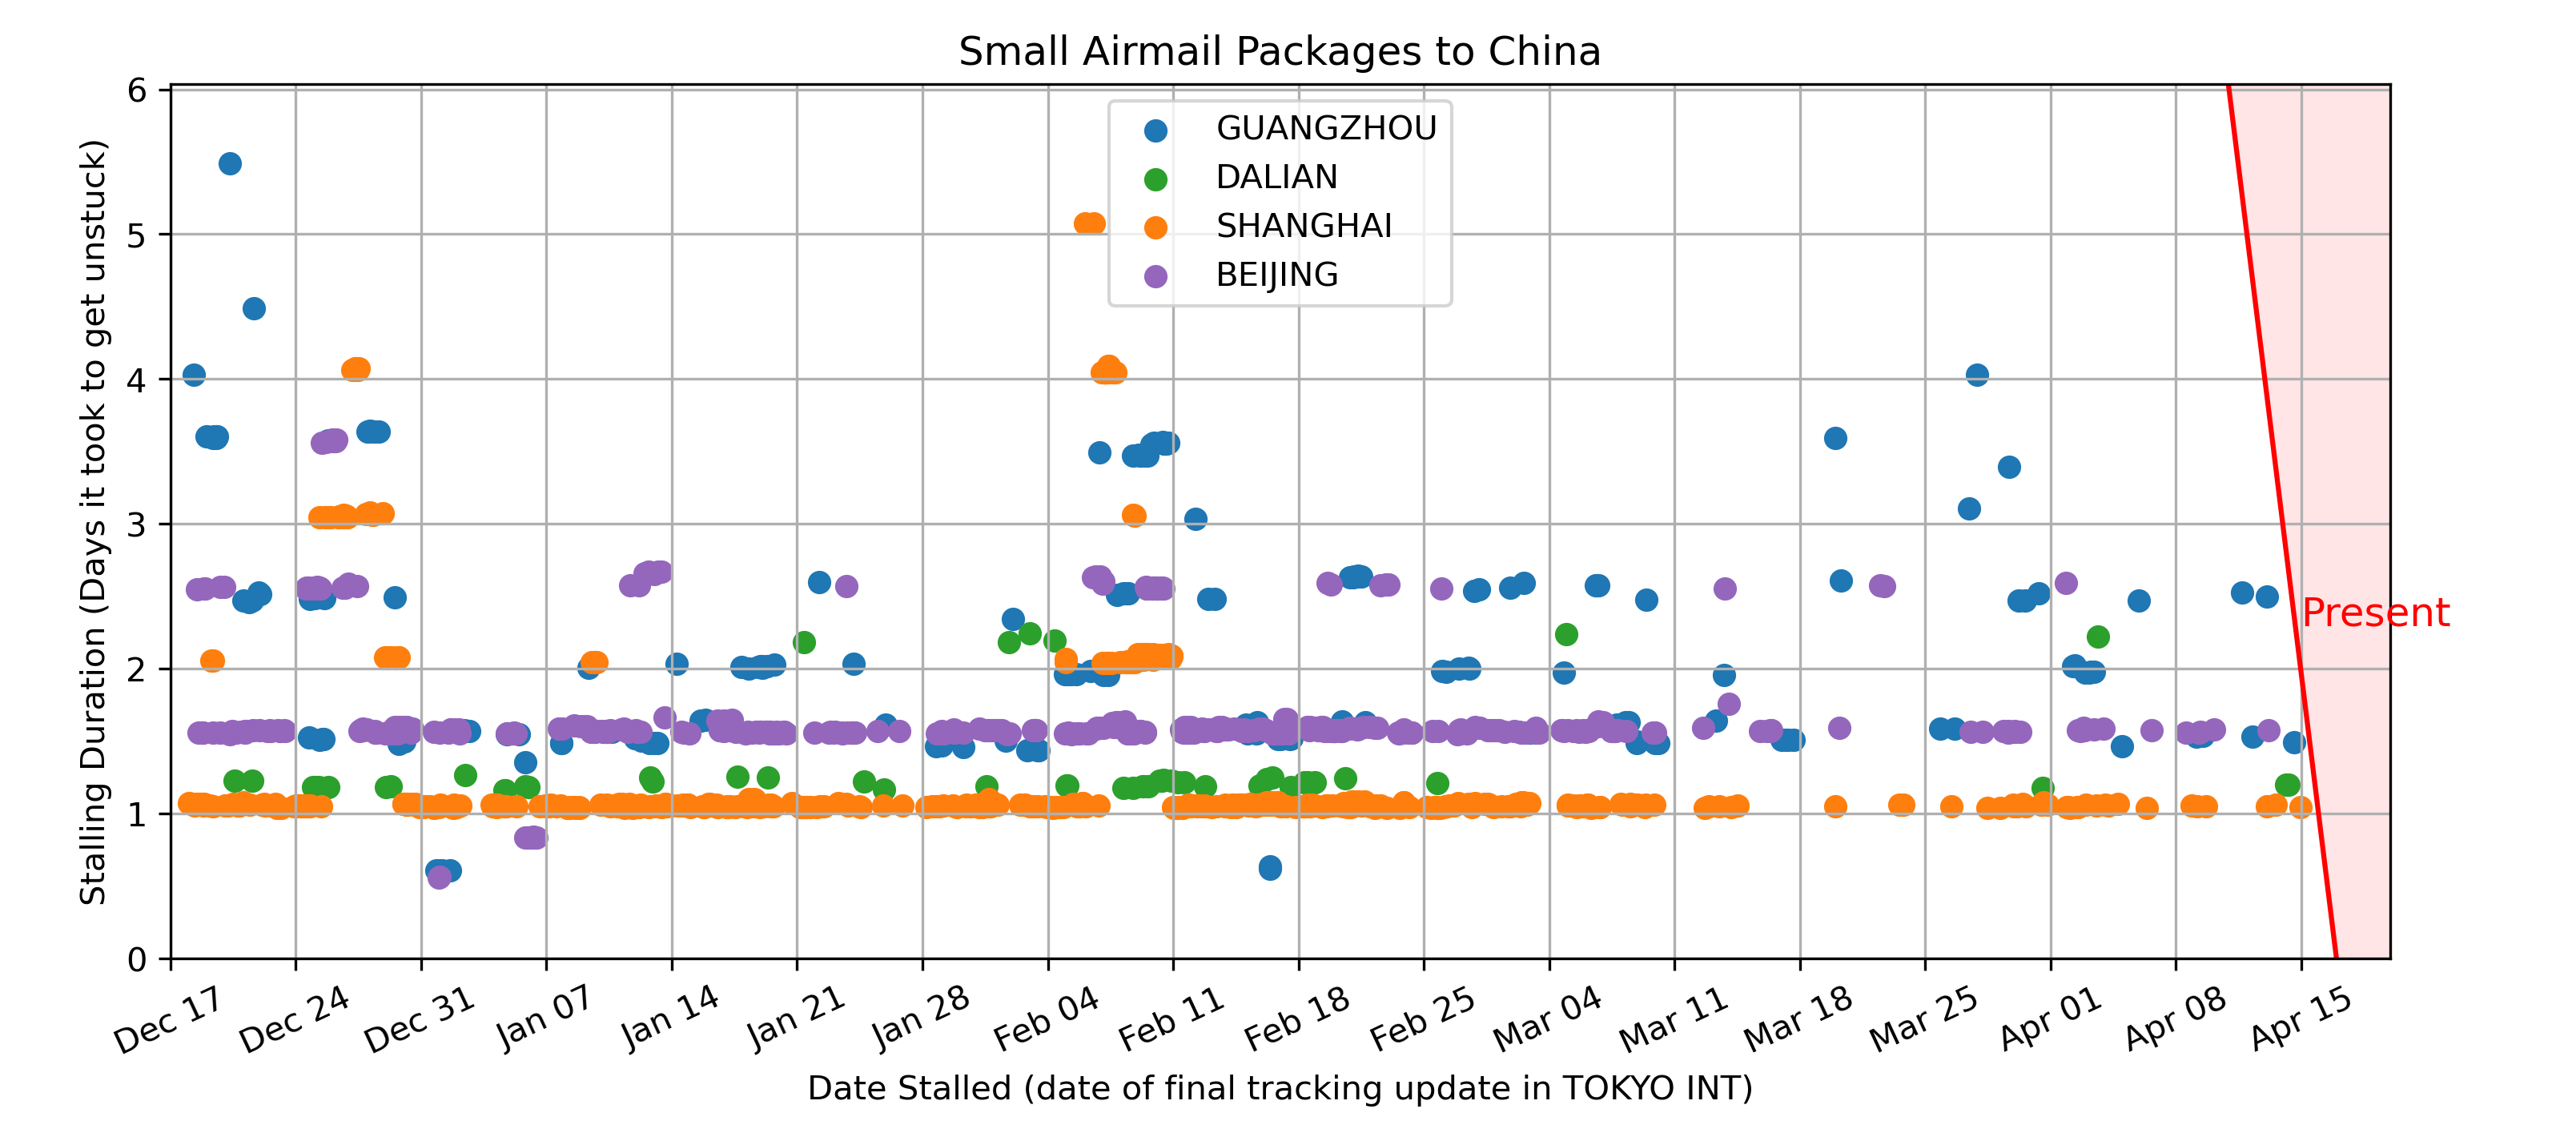 Small Airmail Packages to China
Stalling Duration (Days it took to get unstuck)
6
5
4
3
2
1
0
GUANGZHOU
DALIAN
SHANGHAI
BEIJING
Present
Dec 17
Dec 24
Dec 31
Jan 07
Jan 14
Jan 21
Jan 28
Feb 04
Feb 11
Feb 18
Feb 25
Mar 04
Mar 11
Mar 18
Mar 25
Apr 01
Apr 08
Apr 15
Date Stalled (date of final tracking update in TOKYO INT)